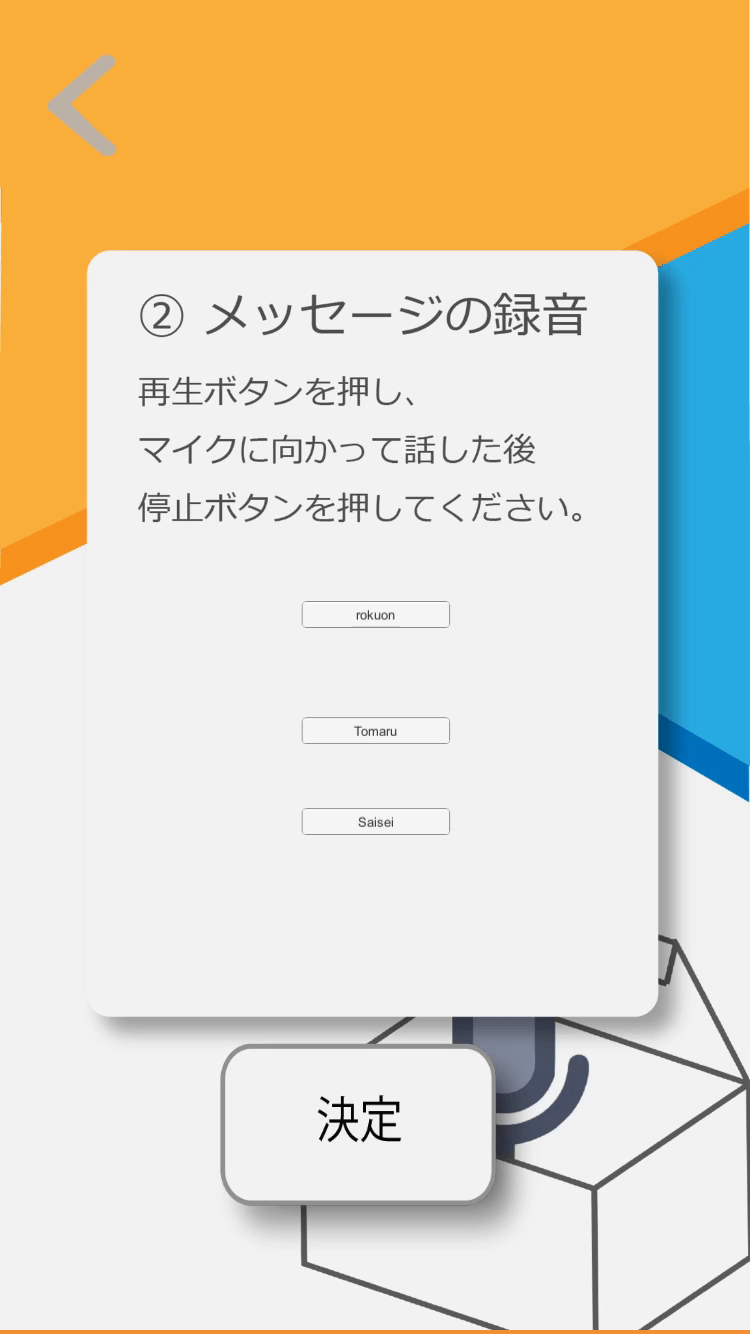 ② メッセージの録音
再生ボタンを押し、
マイクに向かって話した後
停止ボタンを押してください。
rokuon
Tomaru
Saisei
決定